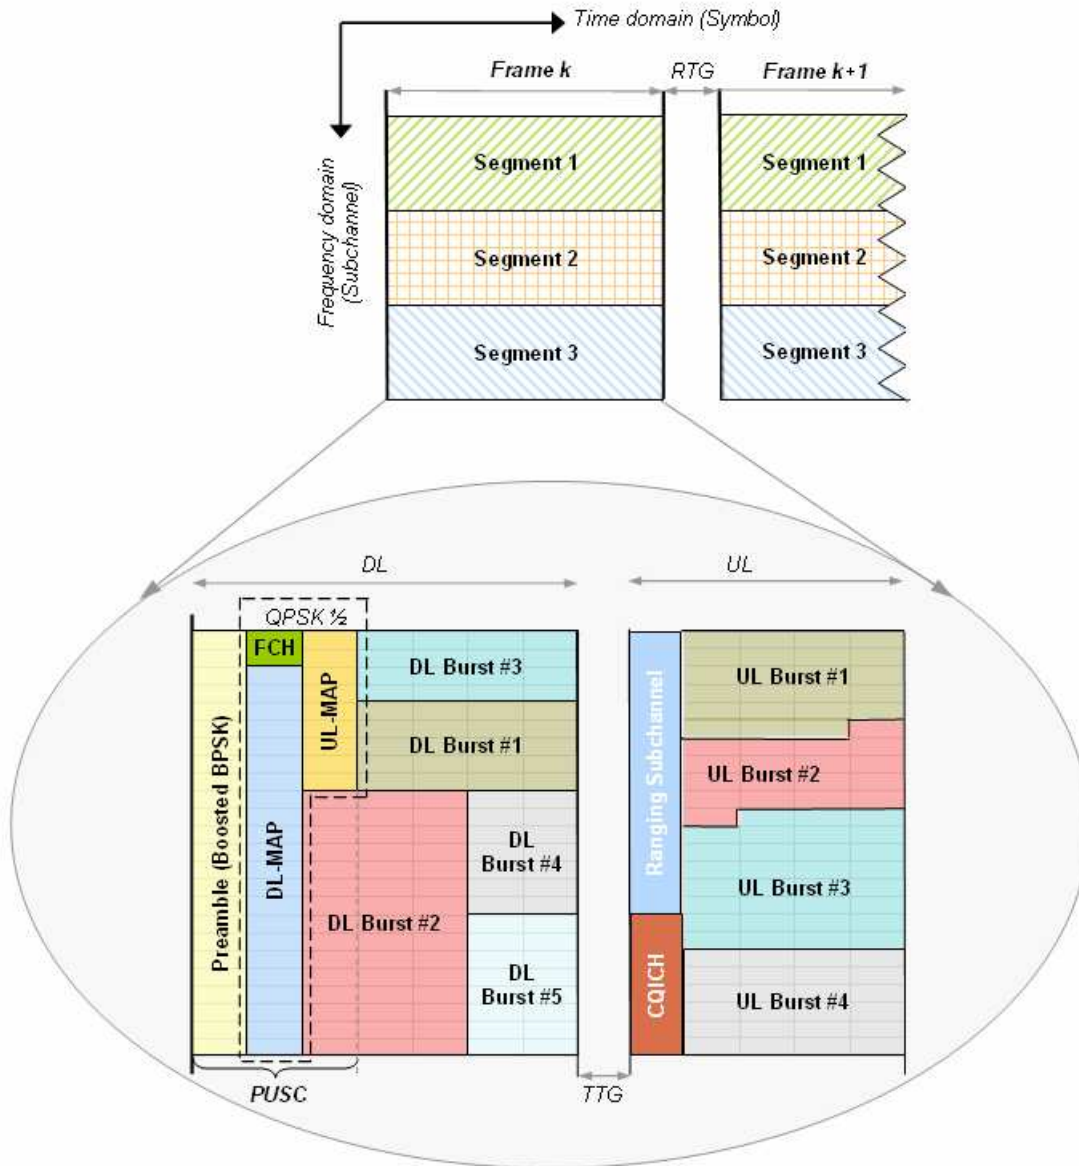 Time domain (Symbol)
Frame k
RTG
Frame k+1
Frequency domain
(Subchannel)
Segment 1
Segment 1
Segment 2
Segment 2
Segment 3
Segment 3
DL
UL
QPSK ½
FCH
DL Burst #3
UL Burst #1
UL-MAP
DL Burst #1
Ranging Subchannel
UL Burst #2
Preamble (Boosted BPSK)
DL-MAP
DL
Burst #4
UL Burst #3
DL Burst #2
DL
Burst #5
CQICH
UL Burst #4
PUSC
TTG